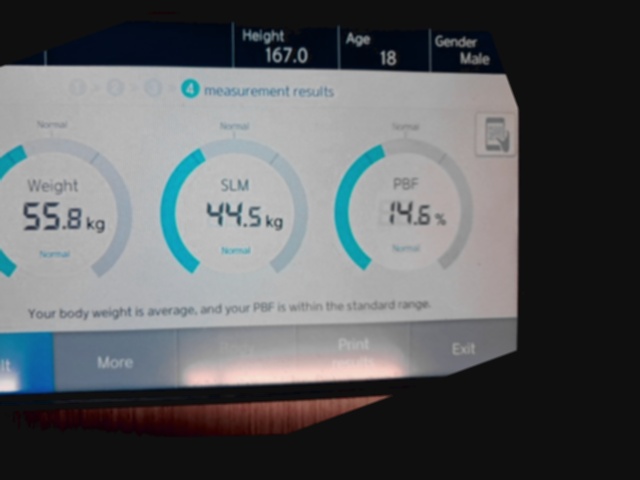 Height
167.0
Age
18
Gender
Male
4 measurement results
Normal
Weight
55.8 kg
Normal
Normal
SLM
44.5 kg
Normal
Normal
PBF
14.6 %
Normal
Your body weight is average, and your PBF is within the standard range.
lt
More
Print
Exit